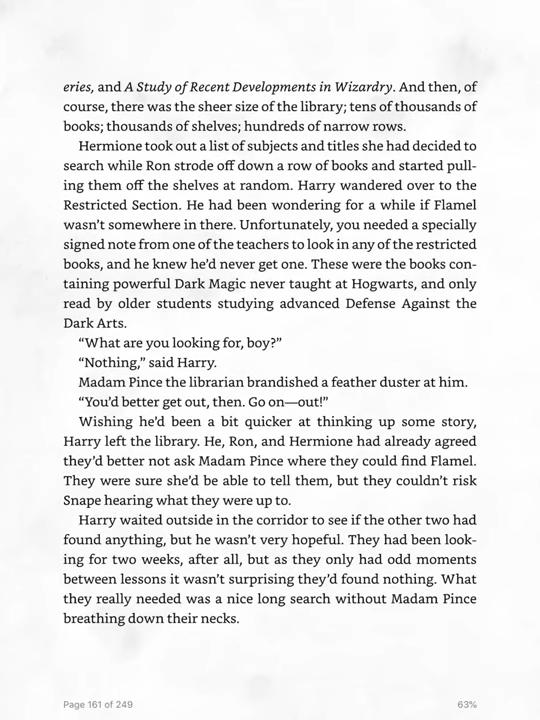 eries, and A Study of Recent Developments in Wizardry. And then, of
course, there was the sheer size of the library; tens of thousands of
books; thousands of shelves; hundreds of narrow rows.
Hermione took out a list of subjects and titles she had decided to
search while Ron strode off down a row of books and started pull-
ing them off the shelves at random. Harry wandered over to the
Restricted Section. He had been wondering for a while if Flamel
wasn’t somewhere in there. Unfortunately, you needed a specially
signed note from one of the teachers to look in any of the restricted
books, and he knew he’d never get one. These were the books con-
taining powerful Dark Magic never taught at Hogwarts, and only
read by older students studying advanced Defense Against the
Dark Arts.
“What are you looking for, boy?”
“Nothing,” said Harry.
Madam Pince the librarian brandished a feather duster at him.
“You’d better get out, then. Go on—out!”
Wishing he’d been a bit quicker at thinking up some story,
Harry left the library. He, Ron, and Hermione had already agreed
they’d better not ask Madam Pince where they could find Flamel.
They were sure she’d be able to tell them, but they couldn’t risk
Snape hearing what they were up to.
Harry waited outside in the corridor to see if the other two had
found anything, but he wasn’t very hopeful. They had been look-
ing for two weeks, after all, but as they only had odd moments
between lessons it wasn’t surprising they’d found nothing. What
they really needed was a nice long search without Madam Pince
breathing down their necks.
Page 161 of 249
63%